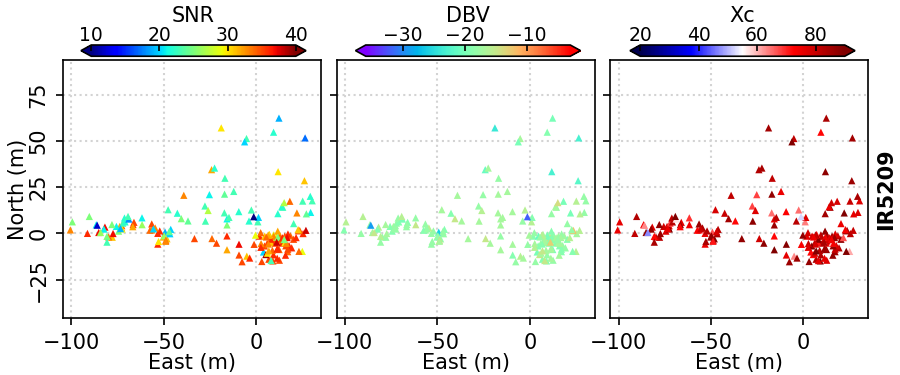 SNR DBV Xc
10 20 30 40 −30 −20 −10 20 40 60 80
75
50
25
0
−25
North (m)
IR5209
−100 −50 0 −100 −50 0 −100 −50 0
East (m) East (m) East (m)